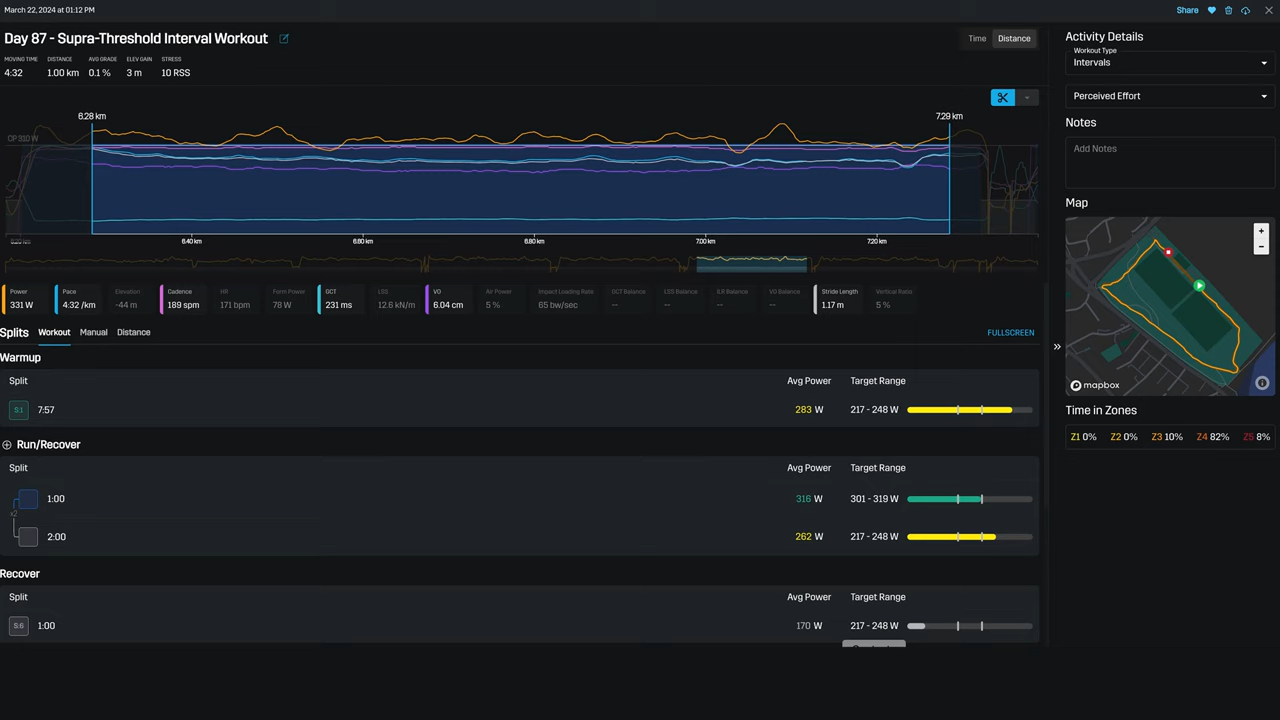 March 22, 2024 at 01:12 PM
Share
Day 87 - Supra-Threshold Interval Workout
Time Distance
MOVING TIME DISTANCE AVG GRADE ELEV GAIN STRESS
4:32 1.00 km 0.1 % 3 m 10 RSS
6.28 km 7.29 km
CP 310 W
6.40 km 6.60 km 6.80 km 7.00 km 7.20 km
Power Pace Elevation Cadence HR Form Power GCT LSS VO Air Power Impact Loading Rate GCT Balance LSS Balance ILR Balance VO Balance Stride Length Vertical Ratio
331 W 4:32 /km -44 m 189 spm 171 bpm 78 W 231 ms 12.6 kN/m 6.04 cm 5 % 65 bw/sec -- -- -- -- 1.17 m 5 %
Splits Workout Manual Distance FULLSCREEN
Warmup
Split Avg Power Target Range
S:1 7:57 283 W 217 - 248 W
Run/Recover
Split Avg Power Target Range
1:00 316 W 301 - 319 W
x2
2:00 262 W 217 - 248 W
Recover
Split Avg Power Target Range
S:6 1:00 170 W 217 - 248 W
Activity Details
Workout Type
Intervals
Perceived Effort
Notes
Add Notes
Map
+
−
mapbox
Time in Zones
Z1 0% Z2 0% Z3 10% Z4 82% Z5 8%